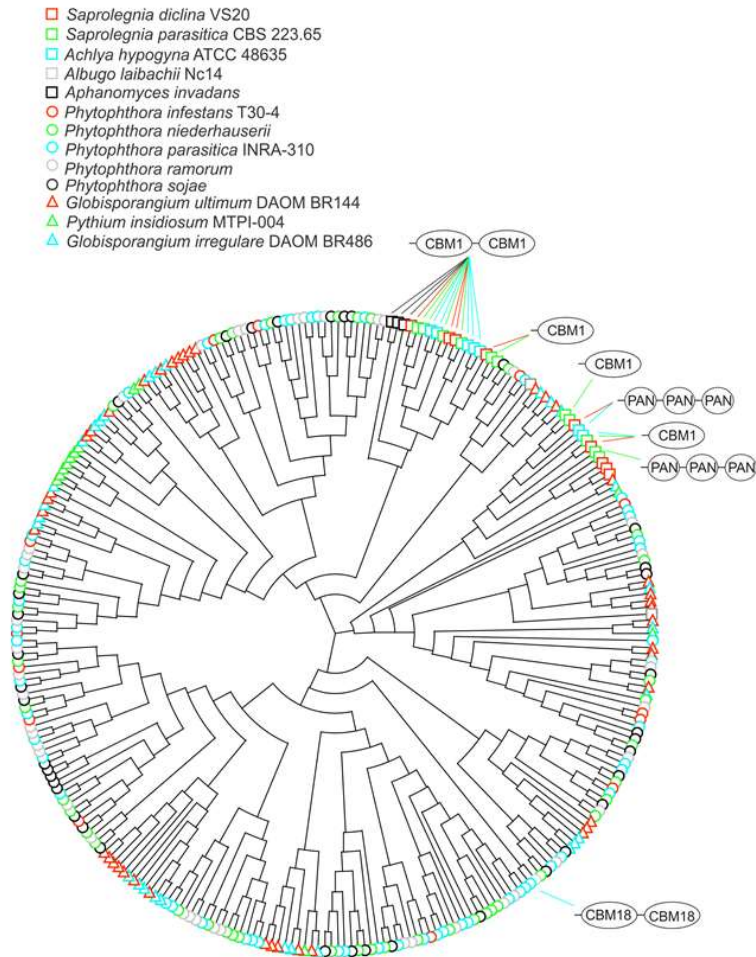 Saprolegnia diclina VS20
Saprolegnia parasitica CBS 223.65
Achlya hypogyna ATCC 48635
Albugo laibachii Nc14
Aphanomyces invadans
Phytophthora infestans T30-4
Phytophthora niederhauserii
Phytophthora parasitica INRA-310
Phytophthora ramorum
Phytophthora sojae
Globisporangium ultimum DAOM BR144
Pythium insidiosum MTPI-004
Globisporangium irregulare DAOM BR486
CBM1 CBM1
CBM1
CBM1
PAN PAN PAN
CBM1
PAN PAN PAN
CBM18 CBM18